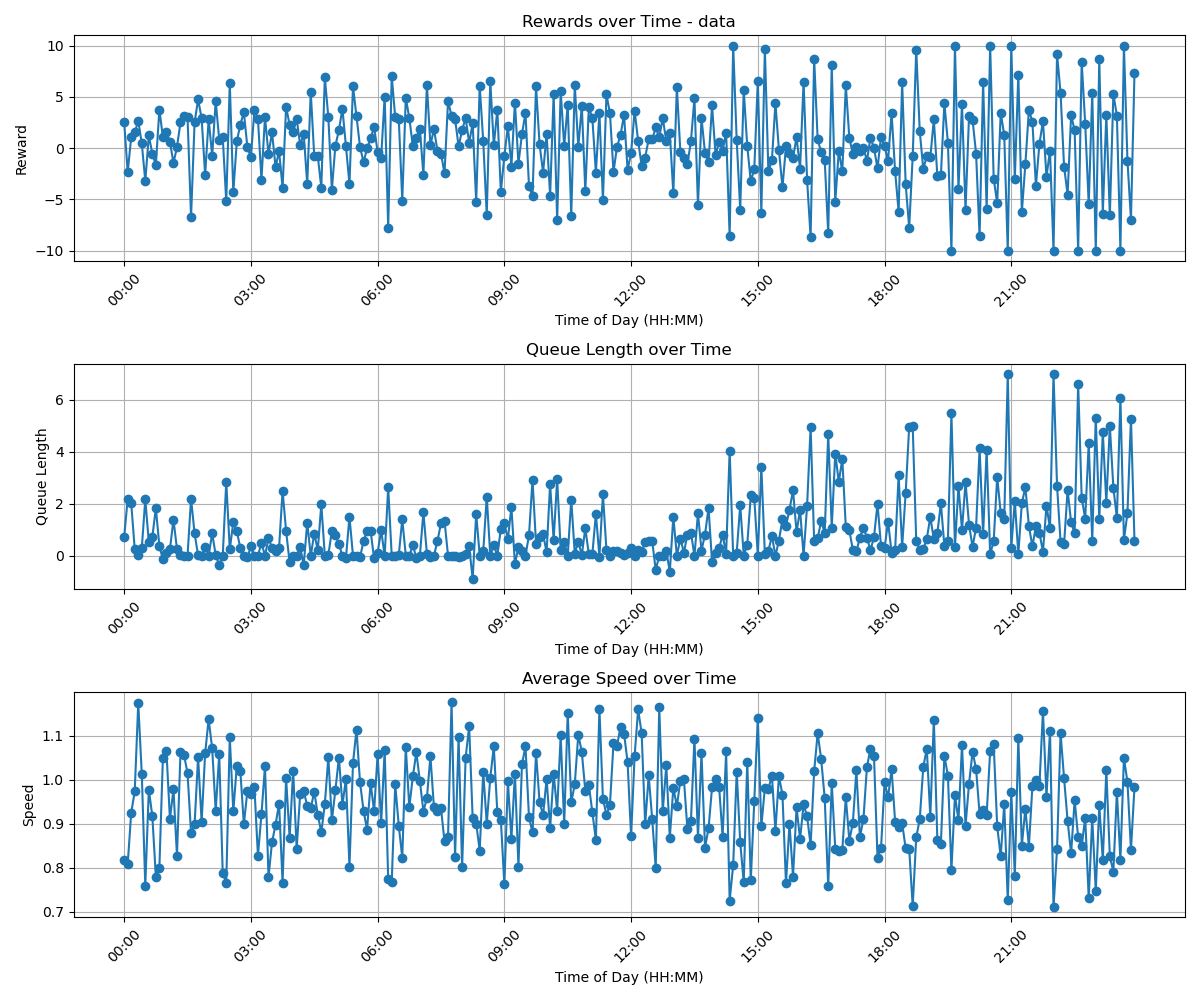 Rewards over Time - data
10
5
0
−5
−10
Reward
00:00 03:00 06:00 09:00 12:00 15:00 18:00 21:00
Time of Day (HH:MM)
Queue Length over Time
6
4
2
0
Queue Length
00:00 03:00 06:00 09:00 12:00 15:00 18:00 21:00
Time of Day (HH:MM)
Average Speed over Time
1.1
1.0
0.9
0.8
0.7
Speed
00:00 03:00 06:00 09:00 12:00 15:00 18:00 21:00
Time of Day (HH:MM)